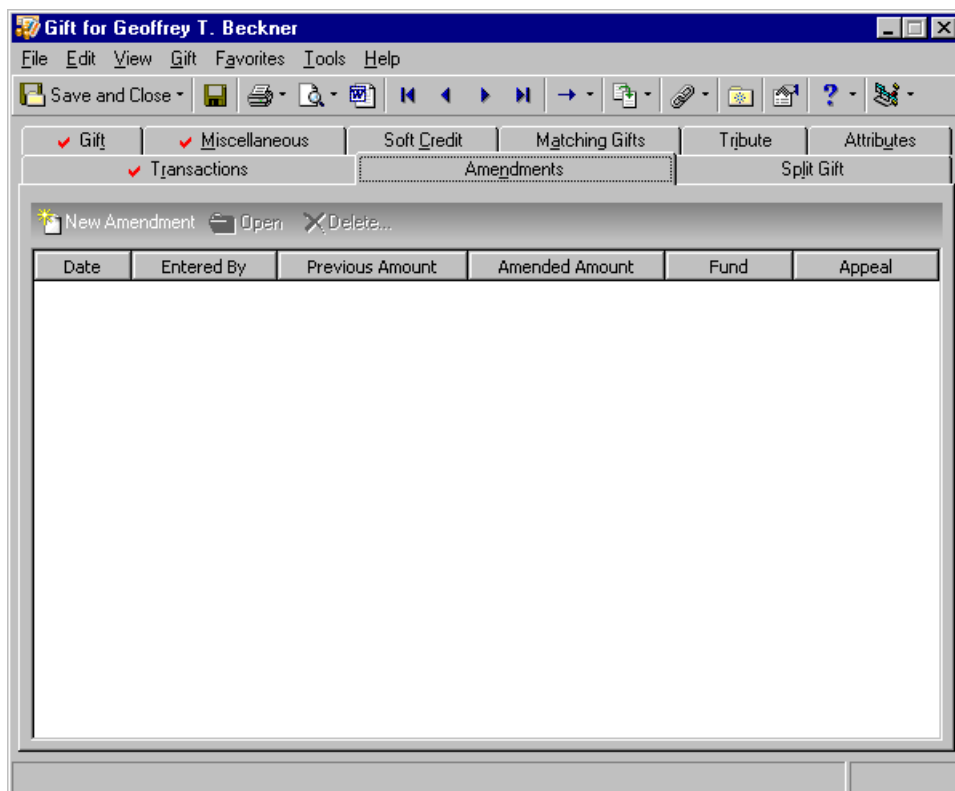 Gift for Geoffrey T. Beckner
File Edit View Gift Favorites Tools Help
Save and Close W ?
Gift Miscellaneous Soft Credit Matching Gifts Tribute Attributes
Transactions Amendments Split Gift
New Amendment Open Delete...
Date Entered By Previous Amount Amended Amount Fund Appeal